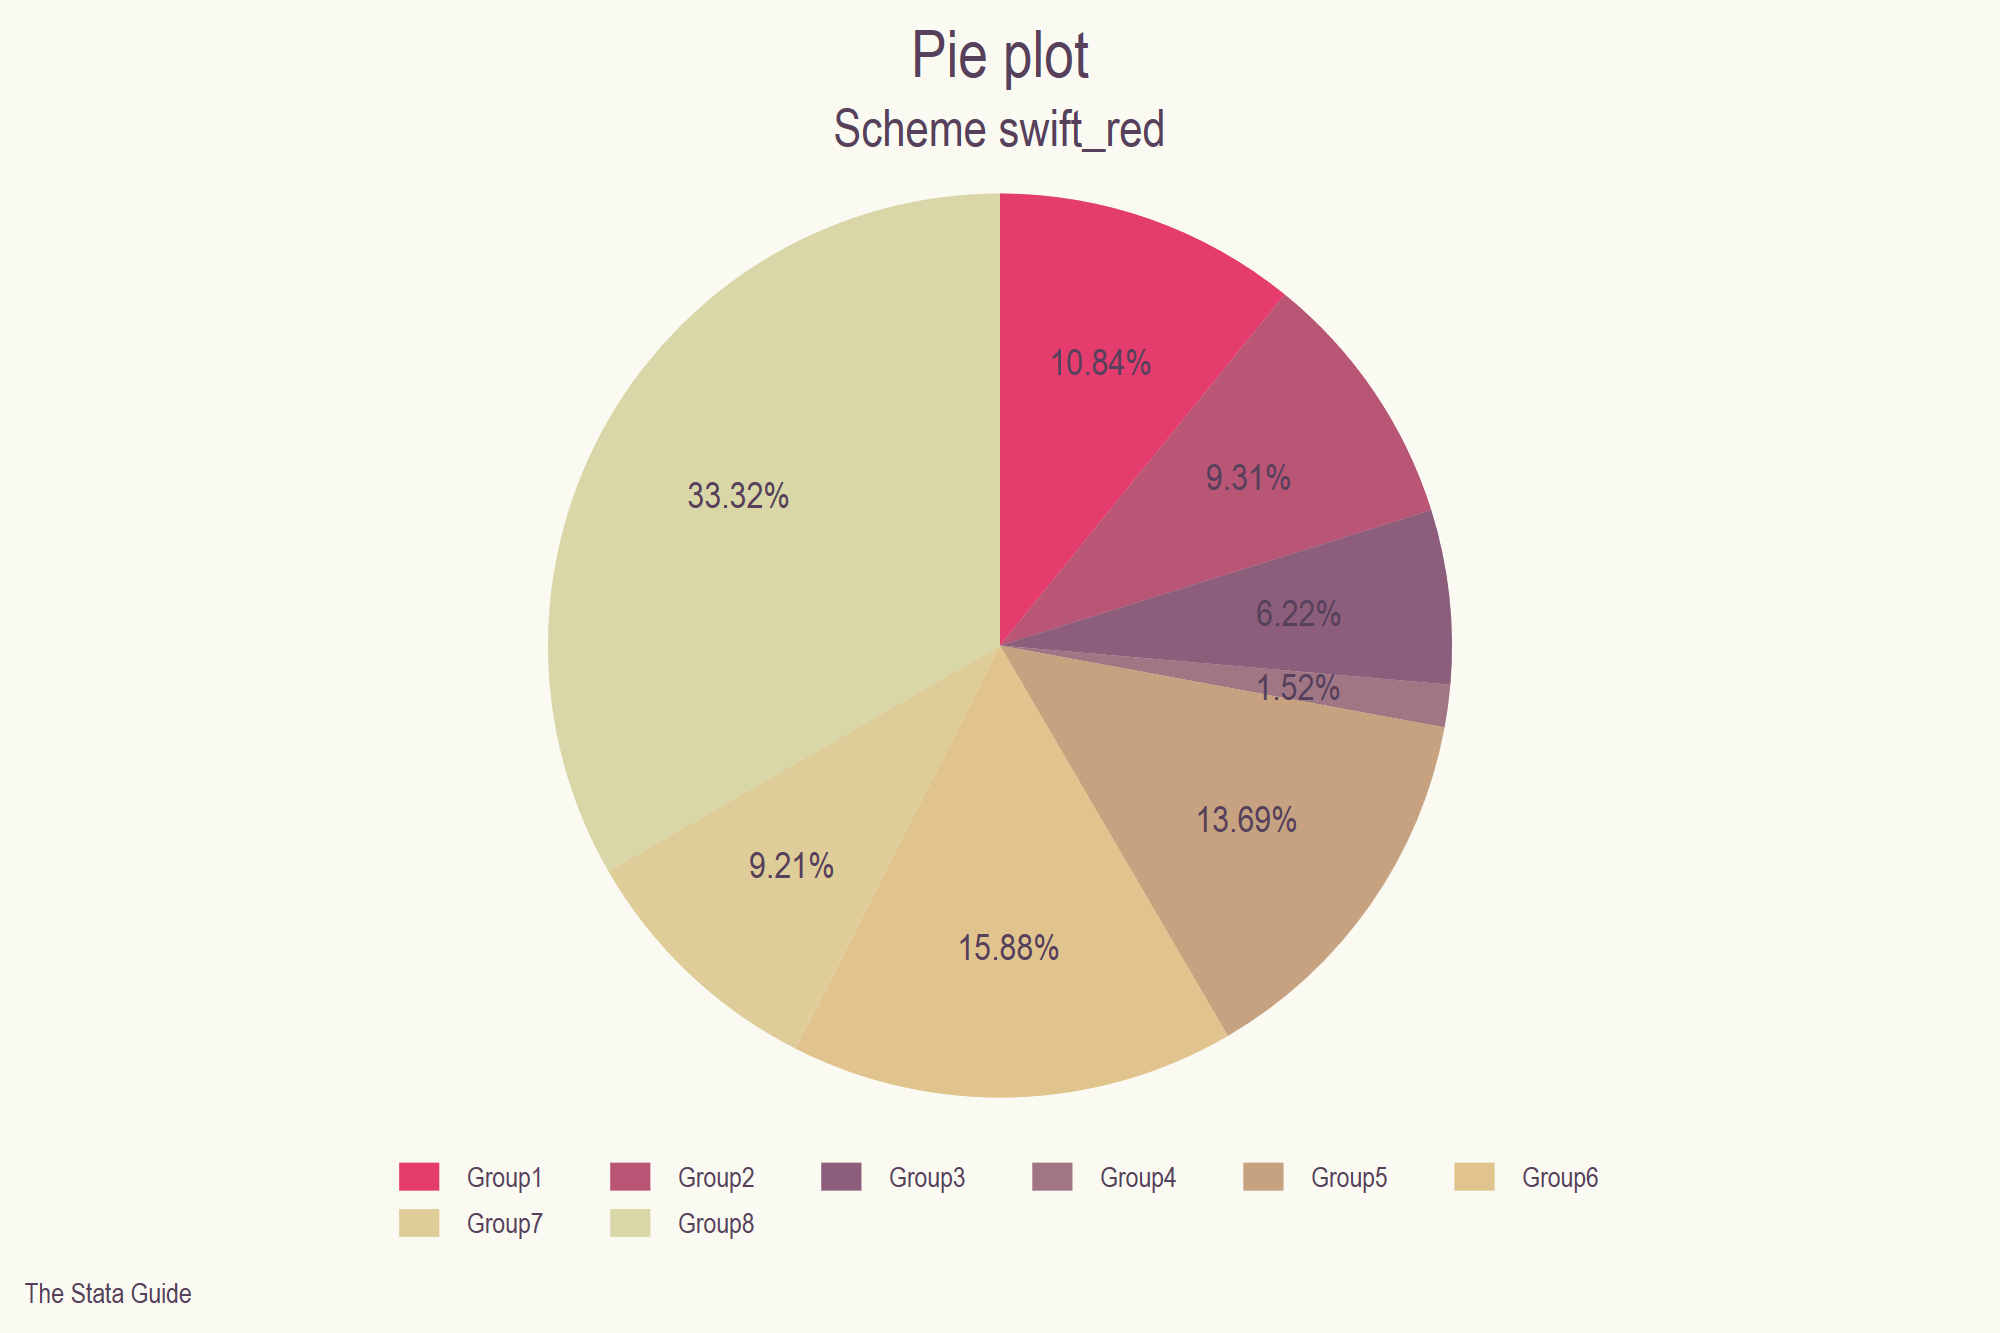 Pie plot
Scheme swift_red
10.84%
9.31%
33.32%
6.22%
1.52%
13.69%
9.21%
15.88%
Group1 Group2 Group3 Group4 Group5 Group6
Group7 Group8
The Stata Guide